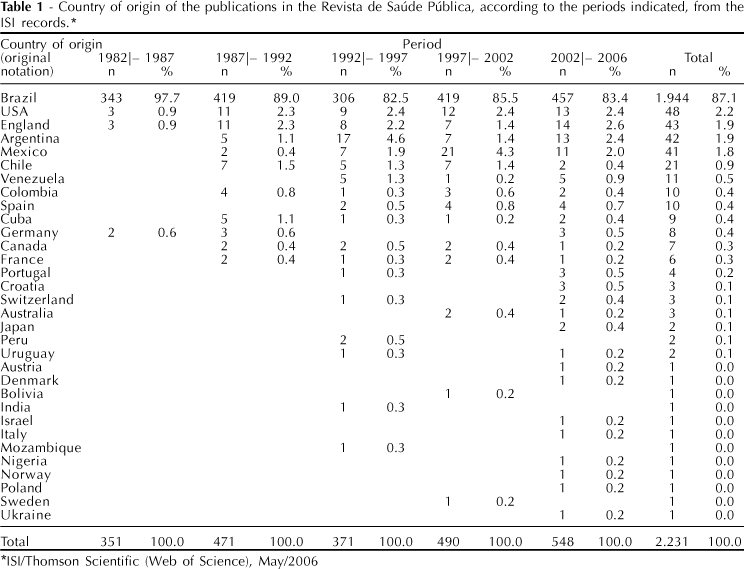 Table 1 - Country of origin of the publications in the Revista de Saúde Pública, according to the periods indicated, from the
ISI records.*
Country of origin Period
(original 1982|– 1987 1987|– 1992 1992|– 1997 1997|– 2002 2002|– 2006 Total
notation) n % n % n % n % n % n %
Brazil 343 97.7 419 89.0 306 82.5 419 85.5 457 83.4 1.944 87.1
USA 3 0.9 11 2.3 9 2.4 12 2.4 13 2.4 48 2.2
England 3 0.9 11 2.3 8 2.2 7 1.4 14 2.6 43 1.9
Argentina 5 1.1 17 4.6 7 1.4 13 2.4 42 1.9
Mexico 2 0.4 7 1.9 21 4.3 11 2.0 41 1.8
Chile 7 1.5 5 1.3 7 1.4 2 0.4 21 0.9
Venezuela 5 1.3 1 0.2 5 0.9 11 0.5
Colombia 4 0.8 1 0.3 3 0.6 2 0.4 10 0.4
Spain 2 0.5 4 0.8 4 0.7 10 0.4
Cuba 5 1.1 1 0.3 1 0.2 2 0.4 9 0.4
Germany 2 0.6 3 0.6 3 0.5 8 0.4
Canada 2 0.4 2 0.5 2 0.4 1 0.2 7 0.3
France 2 0.4 1 0.3 2 0.4 1 0.2 6 0.3
Portugal 1 0.3 3 0.5 4 0.2
Croatia 3 0.5 3 0.1
Switzerland 1 0.3 2 0.4 3 0.1
Australia 2 0.4 1 0.2 3 0.1
Japan 2 0.4 2 0.1
Peru 2 0.5 2 0.1
Uruguay 1 0.3 1 0.2 2 0.1
Austria 1 0.2 1 0.0
Denmark 1 0.2 1 0.0
Bolivia 1 0.2 1 0.0
India 1 0.3 1 0.0
Israel 1 0.2 1 0.0
Italy 1 0.2 1 0.0
Mozambique 1 0.3 1 0.0
Nigeria 1 0.2 1 0.0
Norway 1 0.2 1 0.0
Poland 1 0.2 1 0.0
Sweden 1 0.2 1 0.0
Ukraine 1 0.2 1 0.0
Total 351 100.0 471 100.0 371 100.0 490 100.0 548 100.0 2.231 100.0
*ISI/Thomson Scientific (Web of Science), May/2006